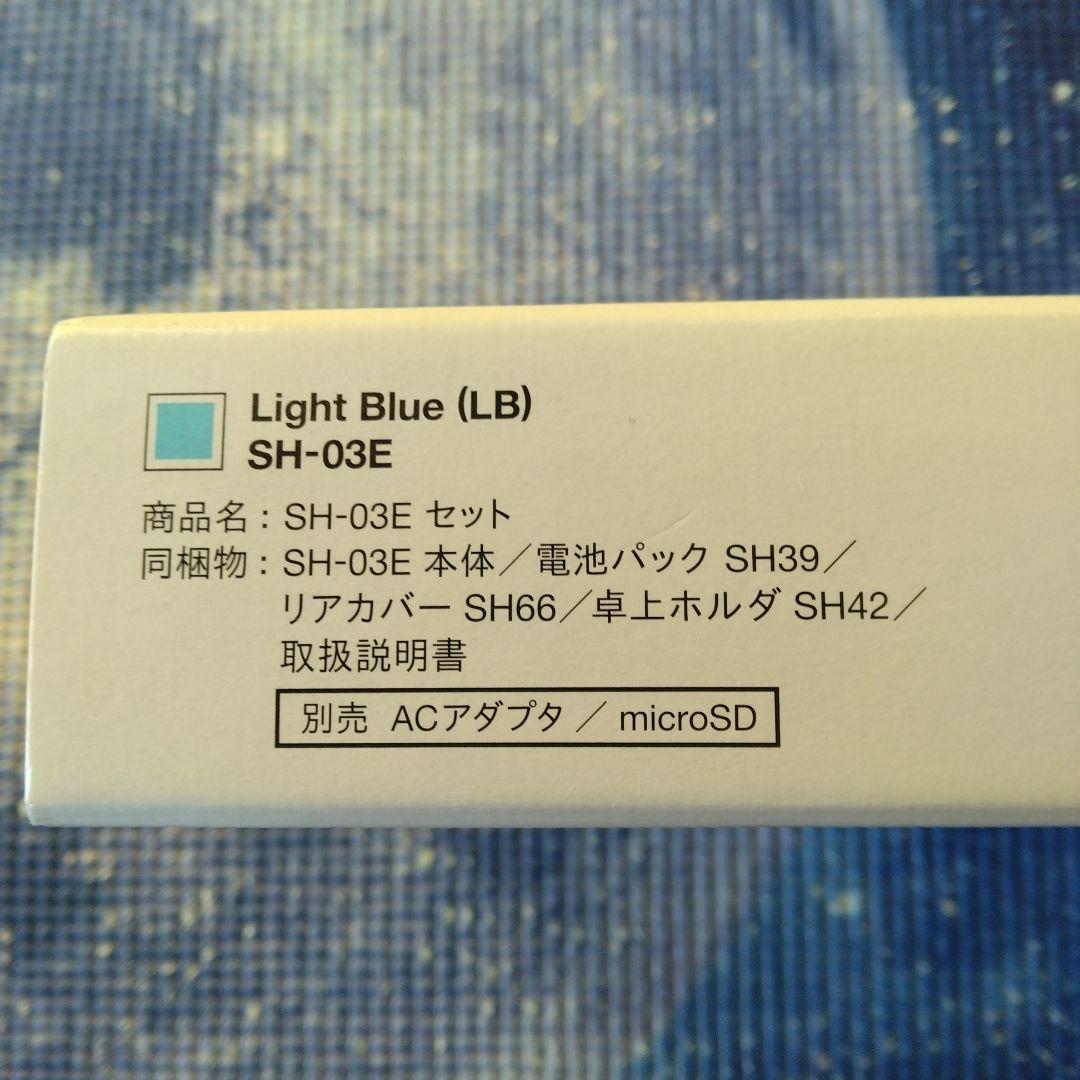 Light Blue (LB)
SH-03E
商品名 : SH-03E セット
同梱物 : SH-03E 本体／電池パック SH39／
リアカバー SH66／卓上ホルダ SH42／
取扱説明書
別売 ACアダプタ ／ microSD